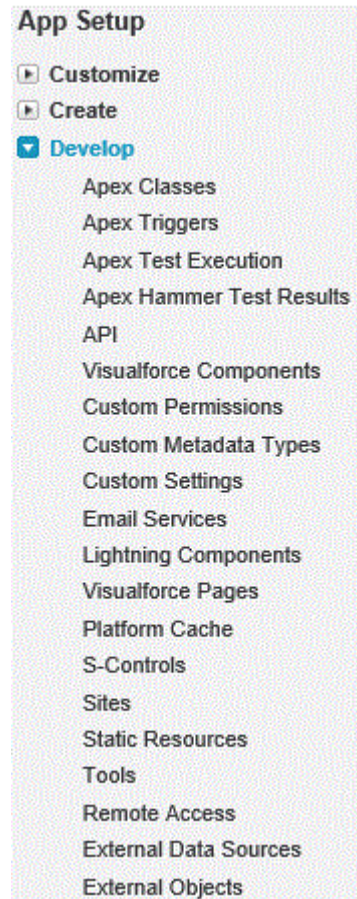 App Setup
Customize
Create
Develop
Apex Classes
Apex Triggers
Apex Test Execution
Apex Hammer Test Results
API
Visualforce Components
Custom Permissions
Custom Metadata Types
Custom Settings
Email Services
Lightning Components
Visualforce Pages
Platform Cache
S-Controls
Sites
Static Resources
Tools
Remote Access
External Data Sources
External Objects